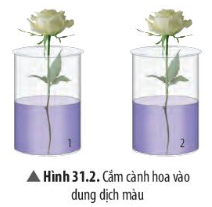 1 2
▲ Hình 31.2. Cắm cành hoa vào
dung dịch màu